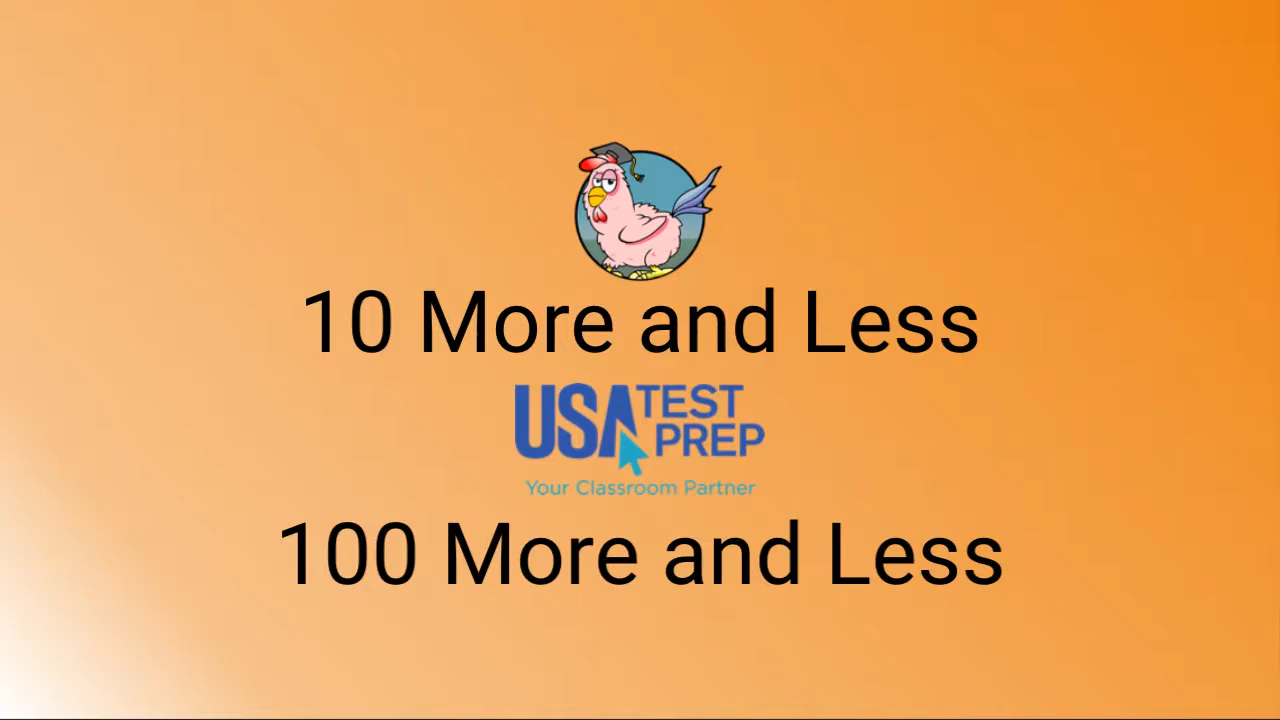 10 More and Less
USA TEST PREP
Your Classroom Partner
100 More and Less